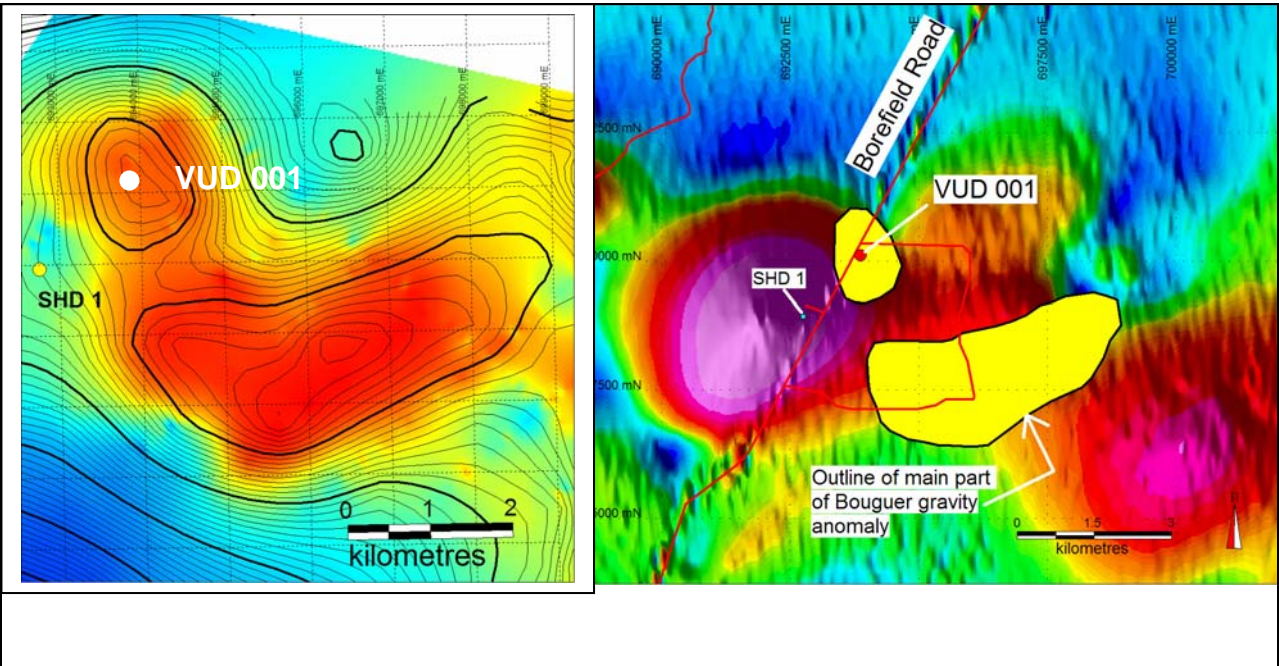 VUD 001
SHD 1
0 1 2
kilometres
690000 mE
692500 mE
697500 mE
700000 mE
Borefield Road
VUD 001
SHD 1
Outline of main part
of Bouguer gravity
anomaly
0 1.5 3
kilometres